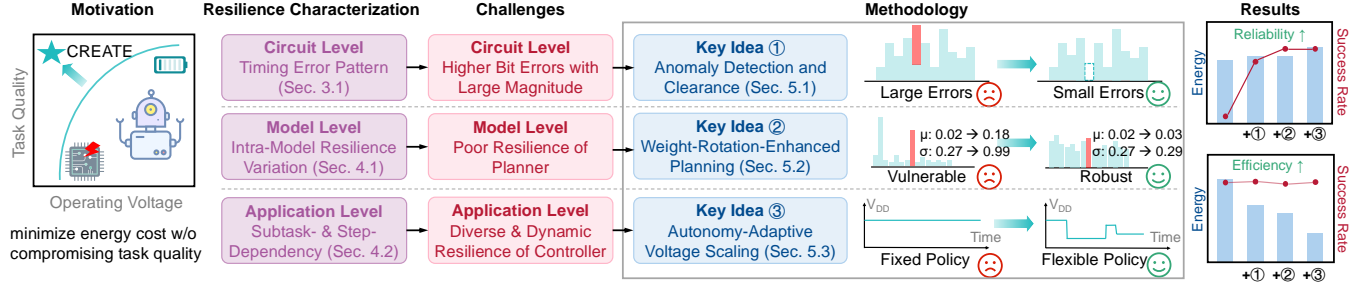 Motivation
Resilience Characterization
Challenges
Methodology
Results
CREATE
Task Quality
Operating Voltage
minimize energy cost w/o
compromising task quality
Circuit Level
Timing Error Pattern
(Sec. 3.1)
Circuit Level
Higher Bit Errors with
Large Magnitude
Key Idea ①
Anomaly Detection and
Clearance (Sec. 5.1)
Large Errors
Small Errors
Model Level
Intra-Model Resilience
Variation (Sec. 4.1)
Model Level
Poor Resilience of
Planner
Key Idea ②
Weight-Rotation-Enhanced
Planning (Sec. 5.2)
μ: 0.02 → 0.18
σ: 0.27 → 0.99
Vulnerable
μ: 0.02 → 0.03
σ: 0.27 → 0.29
Robust
Application Level
Subtask- & Step-
Dependency (Sec. 4.2)
Application Level
Diverse & Dynamic
Resilience of Controller
Key Idea ③
Autonomy-Adaptive
Voltage Scaling (Sec. 5.3)
V_DD
Time
Fixed Policy
V_DD
Time
Flexible Policy
Reliability ↑
Energy
Success Rate
+① +② +③
Efficiency ↑
Energy
Success Rate
+① +② +③